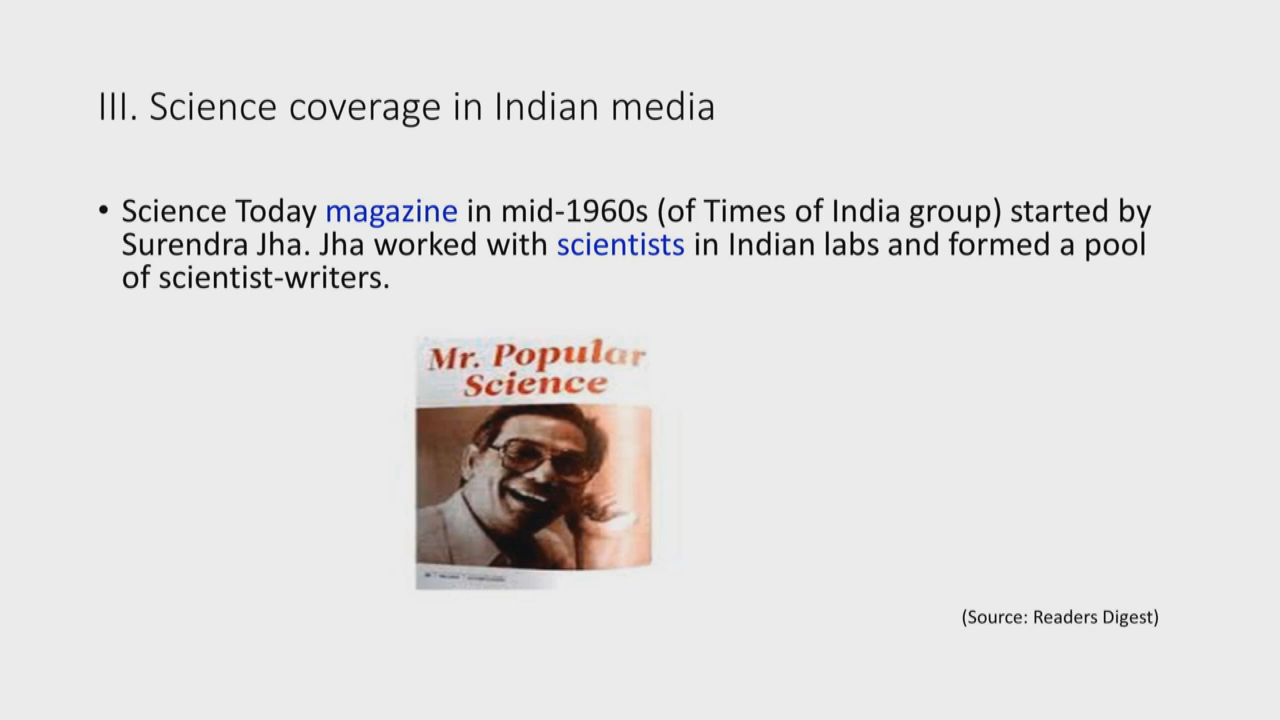 III. Science coverage in Indian media
• Science Today magazine in mid-1960s (of Times of India group) started by
Surendra Jha. Jha worked with scientists in Indian labs and formed a pool
of scientist-writers.
Mr. Popular
Science
(Source: Readers Digest)